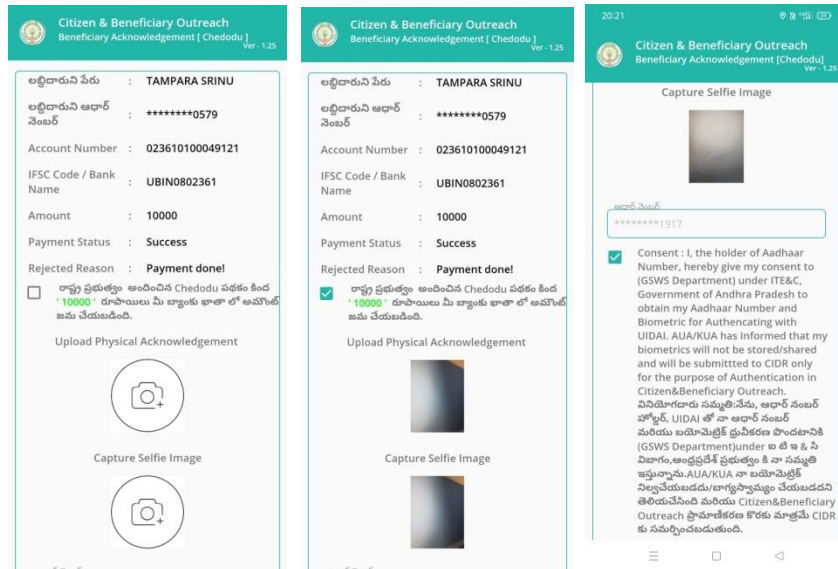 Citizen & Beneficiary Outreach
Beneficiary Acknowledgement [ Chedodu ]
Ver - 1.25
లబ్ధిదారుని పేరు : TAMPARA SRINU
లబ్ధిదారుని ఆధార్
నెంబర్ : ********0579
Account Number : 023610100049121
IFSC Code / Bank
Name : UBIN0802361
Amount : 10000
Payment Status : Success
Rejected Reason : Payment done!
రాష్ట్ర ప్రభుత్వం అందించిన Chedodu పథకం కింద
' 10000 ' రూపాయిలు మీ బ్యాంకు ఖాతా లో అమౌంట్
జమ చేయబడింది.
Upload Physical Acknowledgement
Capture Selfie Image
Citizen & Beneficiary Outreach
Beneficiary Acknowledgement [ Chedodu ]
Ver - 1.25
లబ్ధిదారుని పేరు : TAMPARA SRINU
లబ్ధిదారుని ఆధార్
నెంబర్ : ********0579
Account Number : 023610100049121
IFSC Code / Bank
Name : UBIN0802361
Amount : 10000
Payment Status : Success
Rejected Reason : Payment done!
రాష్ట్ర ప్రభుత్వం అందించిన Chedodu పథకం కింద
' 10000 ' రూపాయిలు మీ బ్యాంకు ఖాతా లో అమౌంట్
జమ చేయబడింది.
Upload Physical Acknowledgement
Capture Selfie Image
20:21
Citizen & Beneficiary Outreach
Beneficiary Acknowledgement [Chedodu]
Ver - 1.25
Capture Selfie Image
ఆధార్ నెంబర్
********1917
Consent : I, the holder of Aadhaar
Number, hereby give my consent to
(GSWS Department) under ITE&C,
Government of Andhra Pradesh to
obtain my Aadhaar Number and
Biometric for Authencating with
UIDAI. AUA/KUA has Informed that my
biometrics will not be stored/shared
and will be submittted to CIDR only
for the purpose of Authentication in
Citizen&Beneficiary Outreach.
వినియోగదారు సమ్మతి:నేను, ఆధార్ నంబర్
హోల్డర్, UIDAI తో నా ఆధార్ నంబర్
మరియు బయోమెట్రిక్ ధ్రువీకరణ పొందటానికి
(GSWS Department)under ఐ టి ఇ & సి
విబాగం,ఆంధ్రప్రదేశ్ ప్రభుత్వం కి నా సమ్మతి
ఇస్తున్నాను.AUA/KUA నా బయోమెట్రిక్
నిల్వచేయబడదు/బాగ్యస్వామ్యం చేయబడదని
తెలియచేసింది మరియు Citizen&Beneficiary
Outreach ప్రామాణీకరణ కొరకు మాత్రమే CIDR
కు సమర్పించబడుతుంది.